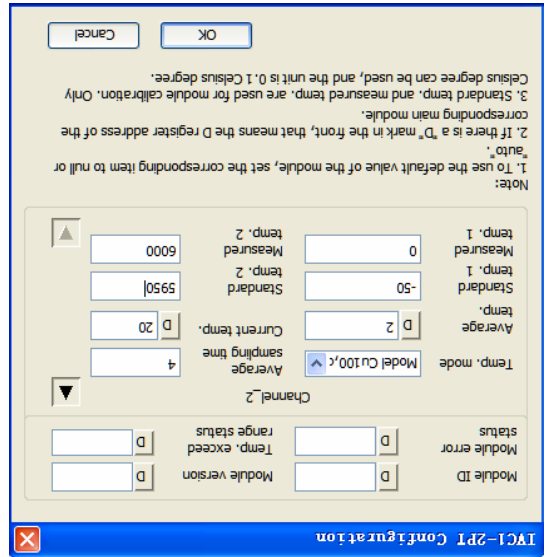 IVC1-2PT Configuration
Module ID D Module version D
Module error status D Temp. exceed range status D
Channel_2
Temp. mode Model Cu100,c Average sampling time 4
Average temp. D 2 Current temp. D 20
Standard temp. 1 -50 Standard temp. 2 5950
Measured temp. 1 0 Measured temp. 2 6000
Note:
1. To use the default value of the module, set the corresponding item to null or
"auto".
2. If there is a "D" mark in the front, that means the D register address of the
corresponding main module.
3. Standard temp. and measured temp. are used for module calibration. Only
Celsius degree can be used, and the unit is 0.1 Celsius degree.
OK Cancel